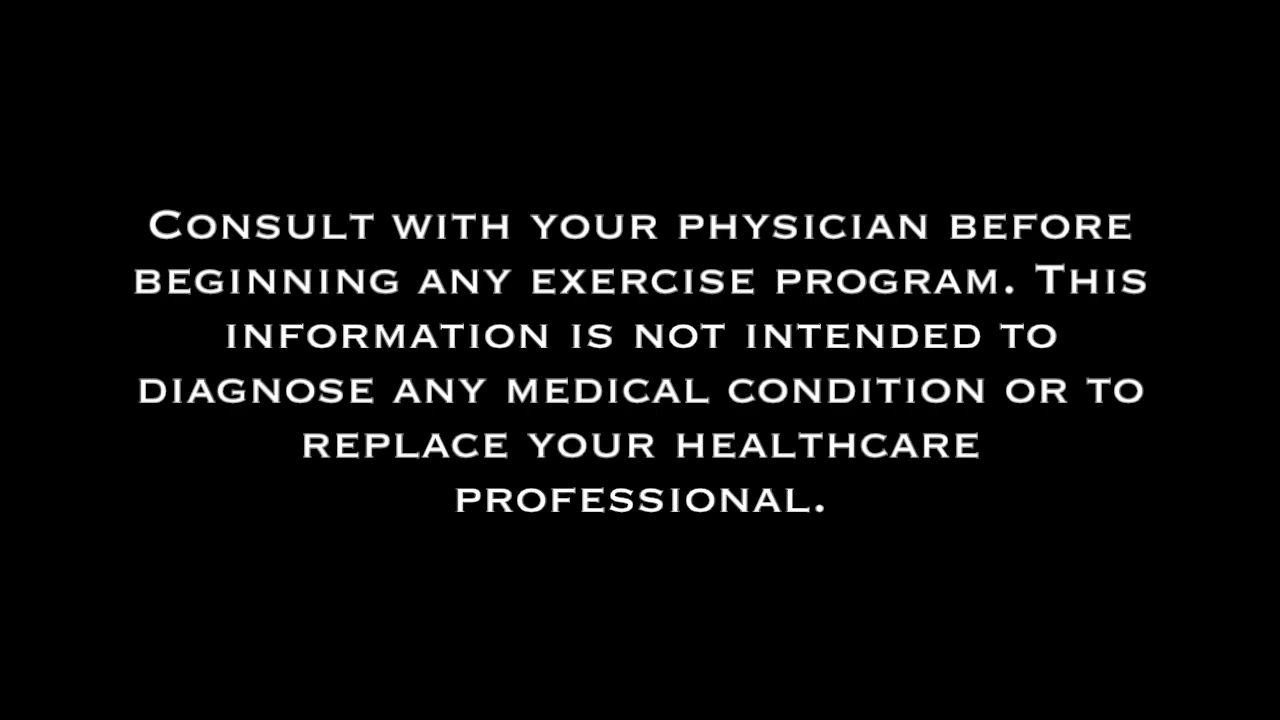 Consult with your physician before
beginning any exercise program. This
information is not intended to
diagnose any medical condition or to
replace your healthcare
professional.